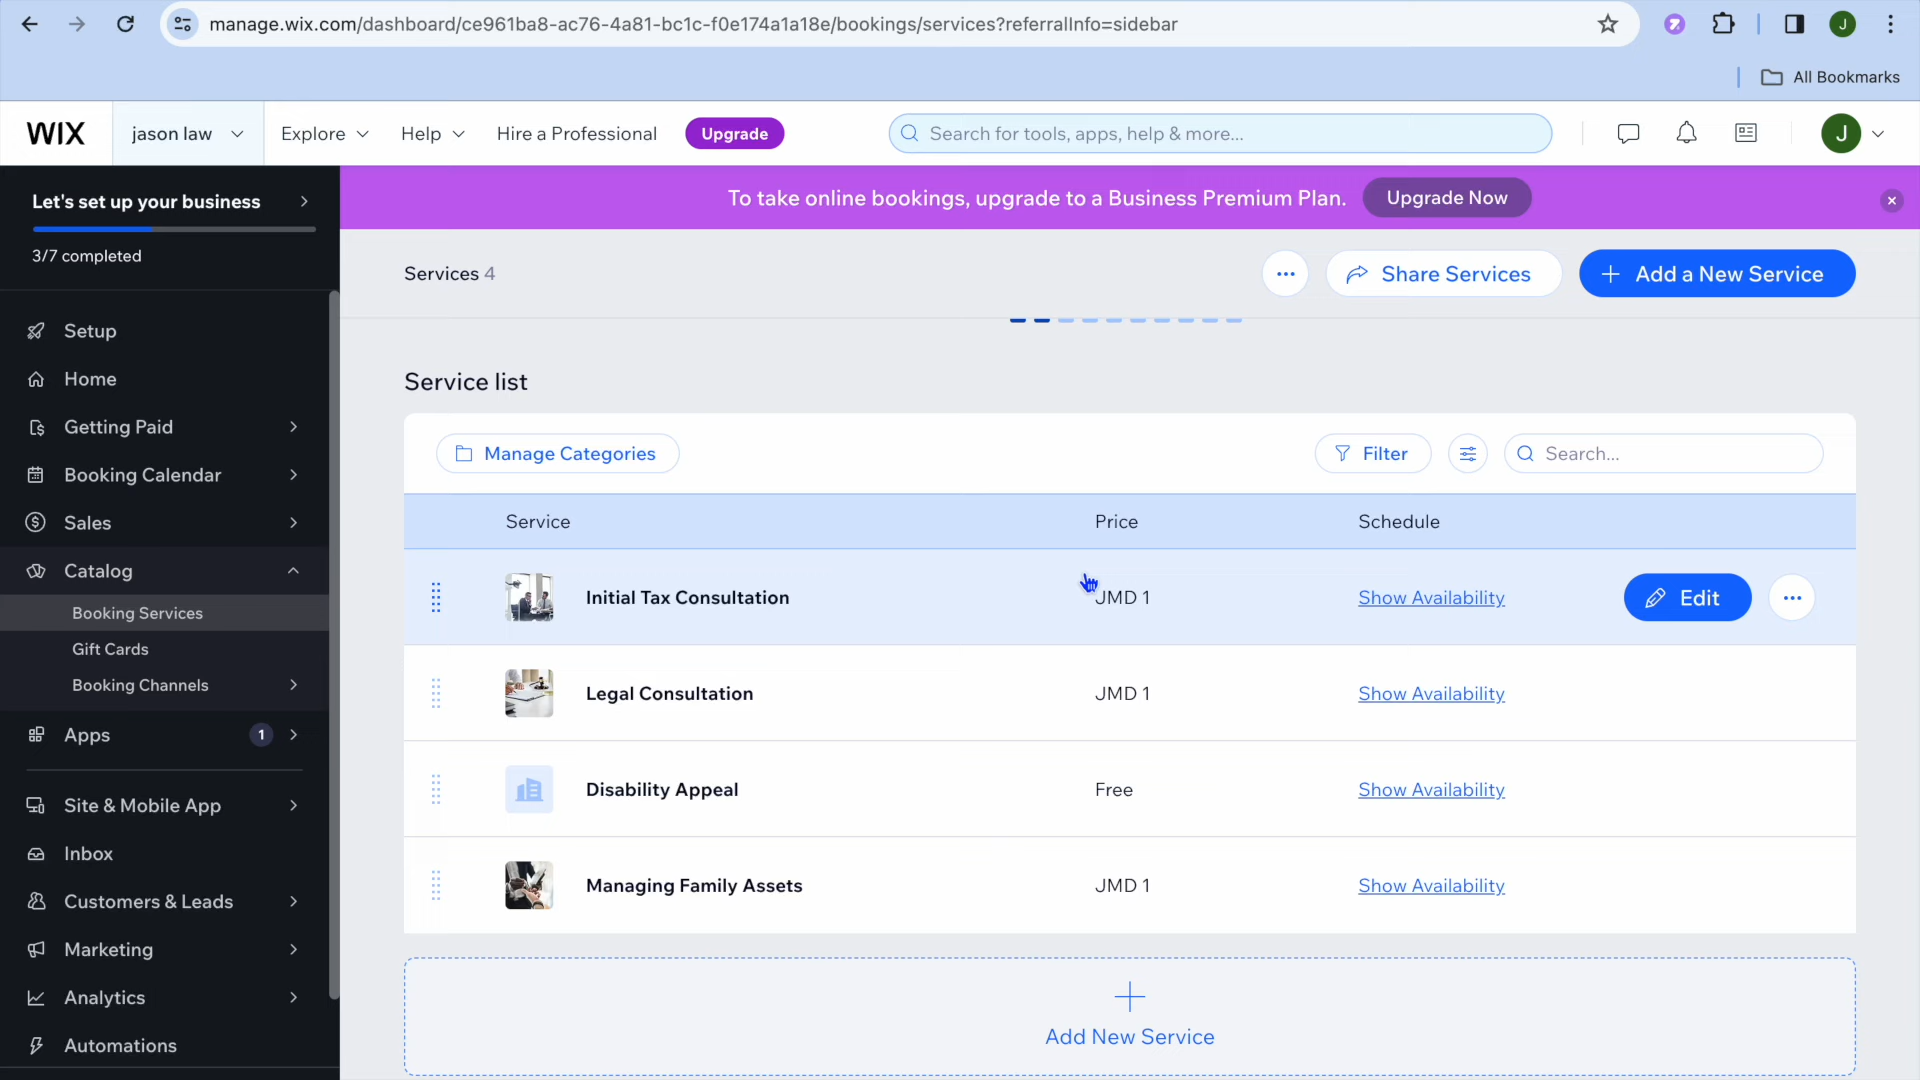 manage.wix.com/dashboard/ce961ba8-ac76-4a81-bc1c-f0e174a1a18e/bookings/services?referralInfo=sidebar
J
All Bookmarks
WIX
jason law
Explore
Help
Hire a Professional
Upgrade
Search for tools, apps, help & more...
J
Let's set up your business
3/7 completed
To take online bookings, upgrade to a Business Premium Plan.
Upgrade Now
Services 4
Share Services
Add a New Service
Setup
Home
Getting Paid
Booking Calendar
Sales
Catalog
Booking Services
Gift Cards
Booking Channels
Apps 1
Site & Mobile App
Inbox
Customers & Leads
Marketing
Analytics
Automations
Service list
Manage Categories
Filter
Search...
Service Price Schedule
Initial Tax Consultation JMD 1 Show Availability Edit
Legal Consultation JMD 1 Show Availability
Disability Appeal Free Show Availability
Managing Family Assets JMD 1 Show Availability
Add New Service